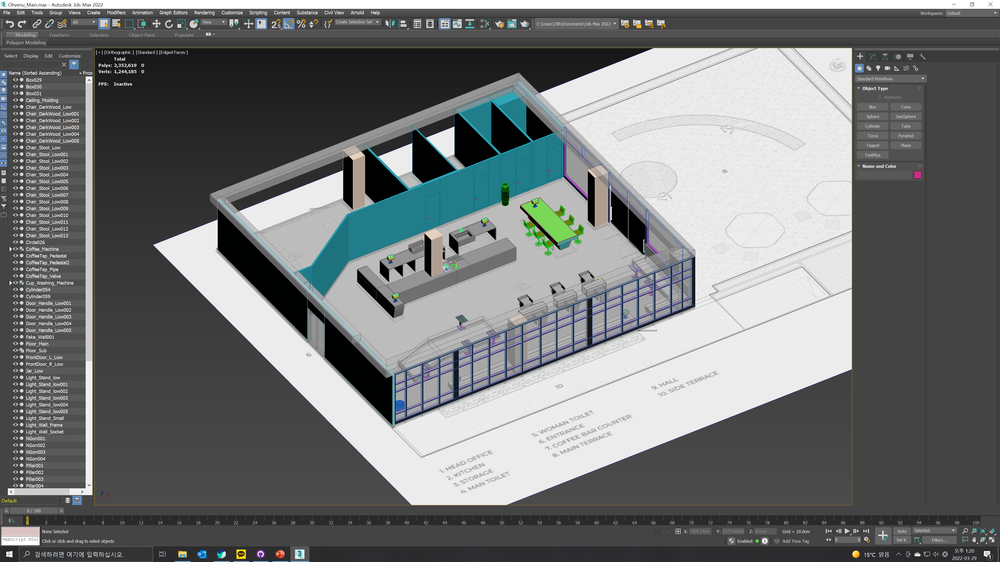 Ohvenu_Main.max - Autodesk 3ds Max 2022
File Edit Tools Group Views Create Modifiers Animation Graph Editors Rendering Customize Scripting Content Substance Civil View Arnold Help
Workspaces: Default
All
View
Create Selection Set
C:\Users\78h\Documents\3ds Max 2022
Modeling Freeform Selection Object Paint Populate
Polygon Modeling
Select Display Edit Customize
Name (Sorted Ascending)
Box029
Box030
Box031
Ceiling_Molding
Chair_DarkWood_Low
Chair_DarkWood_Low001
Chair_DarkWood_Low002
Chair_DarkWood_Low003
Chair_DarkWood_Low004
Chair_DarkWood_Low005
Chair_Stool_Low
Chair_Stool_Low001
Chair_Stool_Low002
Chair_Stool_Low003
Chair_Stool_Low004
Chair_Stool_Low005
Chair_Stool_Low006
Chair_Stool_Low007
Chair_Stool_Low008
Chair_Stool_Low009
Chair_Stool_Low010
Chair_Stool_Low011
Chair_Stool_Low012
Chair_Stool_Low013
Circle026
Coffee_Machine
CoffeeTap_Pedestal
CoffeeTap_Pedestal2
CoffeeTap_Pipe
CoffeeTap_Valve
Cup_Washing_Machine
Cylinder054
Cylinder059
Door_Handle_Low001
Door_Handle_Low002
Door_Handle_Low003
Door_Handle_Low004
Door_Handle_Low005
Fake_Wall001
Floor_Main
Floor_Sub
FrontDoor_L_Low
FrontDoor_R_Low
Jar_Low
Light_Stand_low
Light_Stand_low001
Light_Stand_low002
Light_Stand_low003
Light_Stand_low004
Light_Stand_low005
Light_Stand_Small
Light_Wall_Frame
Light_Wall_Socket
NGon001
NGon002
NGon003
NGon004
Pillar001
Pillar002
Pillar003
Pillar004
Default
[+] [Orthographic ] [Standard ] [Edged Faces ]
Total
Polys: 2,352,619 0
Verts: 1,244,185 0
FPS: Inactive
8
6
10
9. HALL
10. SIDE TERRACE
5. WOMAN TOILET
6. ENTRANCE
7. COFFEE BAR COUNTER
8. MAIN TERRACE
1. HEAD OFFICE
2. KITCHEN
3. STORAGE
4. MAN TOILET
Standard Primitives
Object Type
AutoGrid
Box Cone
Sphere GeoSphere
Cylinder Tube
Torus Pyramid
Teapot Plane
TextPlus
Name and Color
0 / 100
0 2 4 6 8 10 12 14 16 18 20 22 24 26 28 30 32 34 36 38 40 42 44 46 48 50 52 54 56 58 60 62 64 66 68 70 72 74 76 78 80 82 84 86 88 90 92 94 96 98 100
None Selected
X: -958.14cm Y: 2575.658cm Z: 0.0cm Grid = 10.0cm
Auto Selected
MAXScript Mini
Click or click-and-drag to select objects
Enabled: 1 Add Time Tag
0
Set K. Filters...
검색하려면 여기에 입력하십시오.
TALK
15°C 맑음
오후 1:20
2022-03-29
1